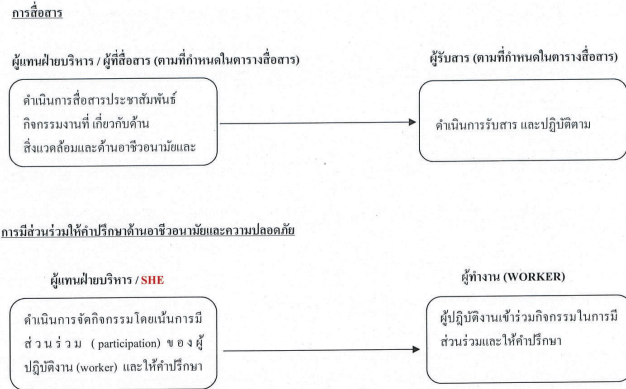 การสื่อสาร
ผู้แทนฝ่ายบริหาร / ผู้ที่สื่อสาร (ตามที่กำหนดในตารางสื่อสาร)
ผู้รับสาร (ตามที่กำหนดในตารางสื่อสาร)
ดำเนินการสื่อสารประชาสัมพันธ์
กิจกรรมงานที่ เกี่ยวกับด้าน
สิ่งแวดล้อมและด้านอาชีวอนามัยและ
ดำเนินการรับสาร และปฏิบัติตาม
การมีส่วนร่วมให้คำปรึกษาด้านอาชีวอนามัยและความปลอดภัย
ผู้แทนฝ่ายบริหาร / SHE
ผู้ทำงาน (WORKER)
ดำเนินการจัดกิจกรรมโดยเน้นการมี
ส่วนร่วม (participation) ของผู้
ปฏิบัติงาน (worker) และให้คำปรึกษา
ผู้ปฏิบัติงานเข้าร่วมกิจกรรมในการมี
ส่วนร่วมและให้คำปรึกษา